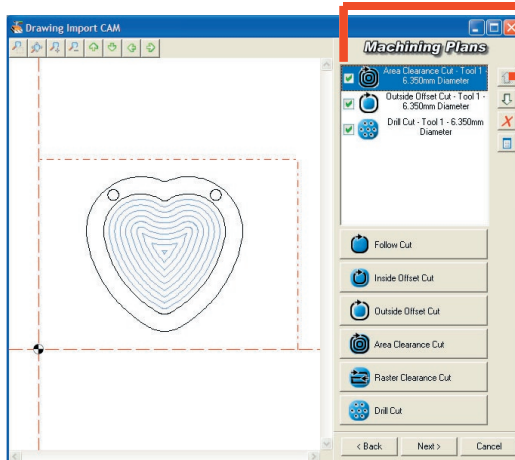 Drawing Import CAM
Machining Plans
Area Clearance Cut - Tool 1 -
6.350mm Diameter
Outside Offset Cut - Tool 1 -
6.350mm Diameter
Drill Cut - Tool 1 - 6.350mm
Diameter
Follow Cut
Inside Offset Cut
Outside Offset Cut
Area Clearance Cut
Raster Clearance Cut
Drill Cut
< Back
Next >
Cancel